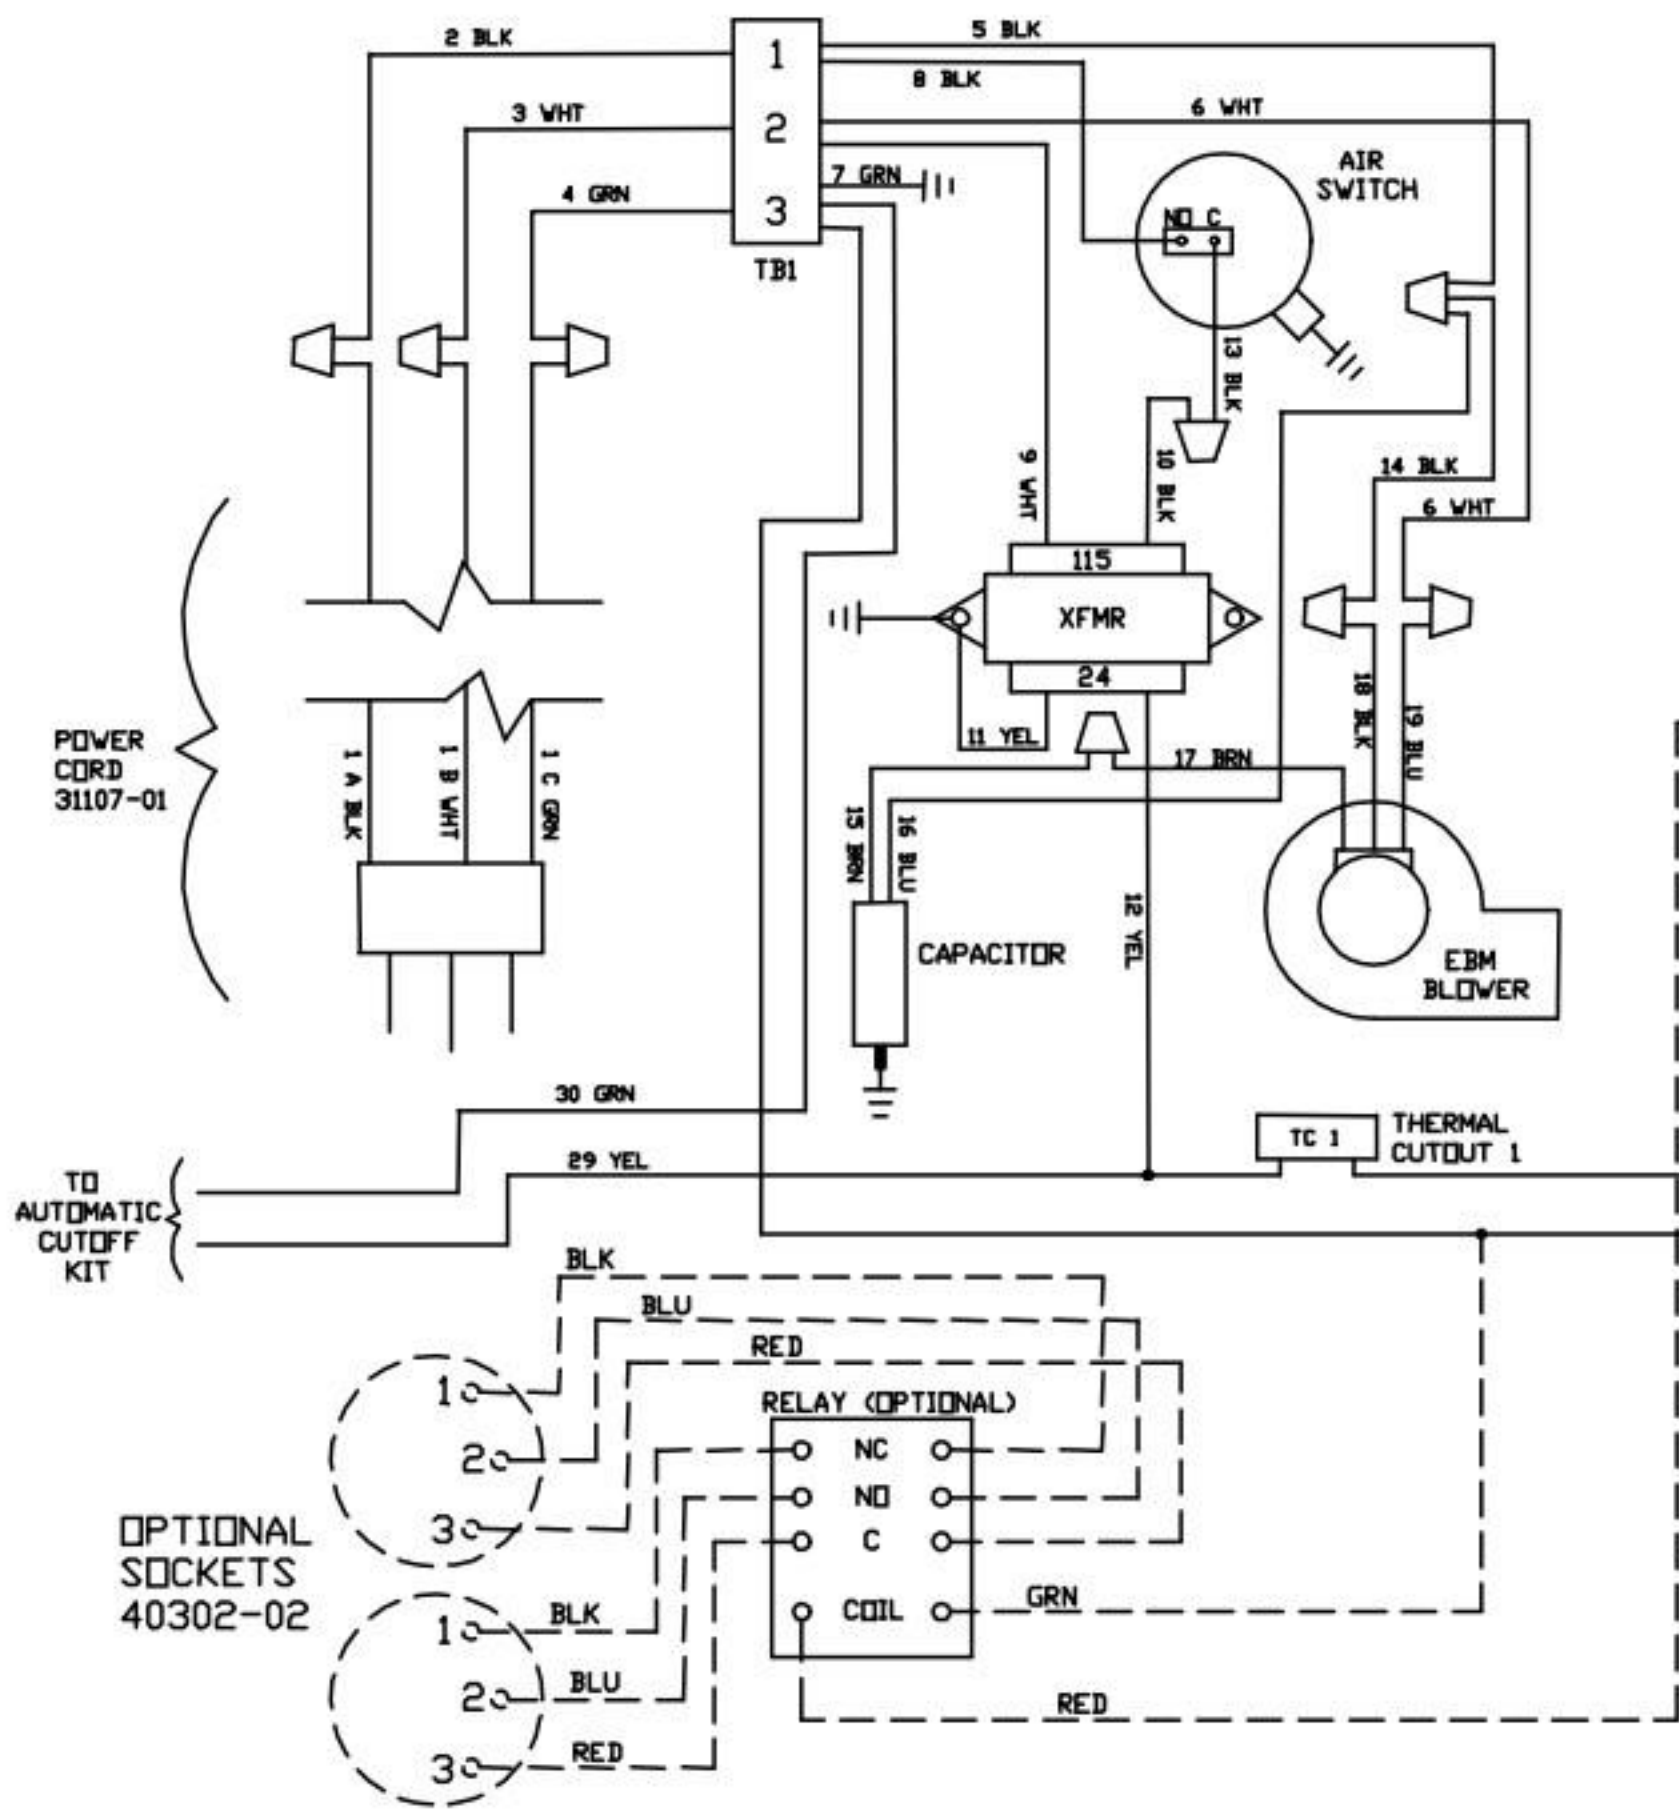 2 BLK
1
5 BLK
8 BLK
3 WHT
2
6 WHT
AIR
SWITCH
7 GRN
4 GRN
3
NO C
TB1
13 BLK
9 WHT
10 BLK
14 BLK
6 WHT
115
XFMR
24
18 BLK
19 BLU
11 YEL
17 BRN
POWER
CORD
31107-01
1 A BLK
1 B WHT
1 C GRN
15 BRN
16 BLU
12 YEL
CAPACITOR
EBM
BLOWER
30 GRN
TC 1
THERMAL
CUTOUT 1
29 YEL
TO
AUTOMATIC
CUTOFF
KIT
BLK
BLU
RED
1
2
3
RELAY (OPTIONAL)
NC
NO
C
COIL
GRN
OPTIONAL
SOCKETS
40302-02
1
BLK
2
BLU
3
RED
RED